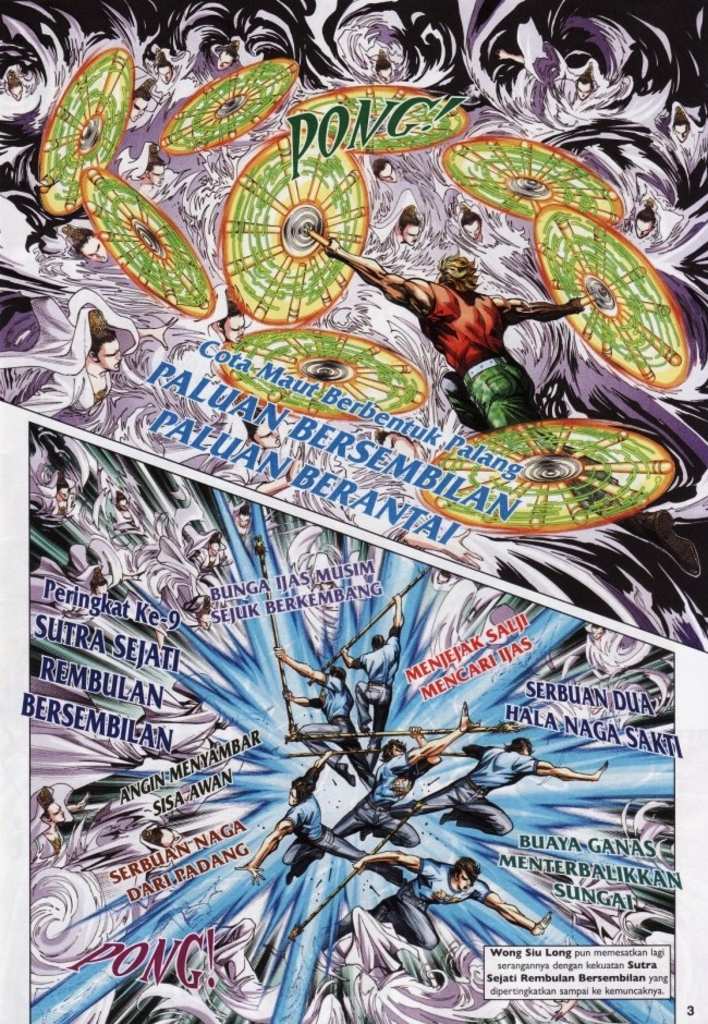 PONG!
Cota Maut Berbentuk Palang
PALUAN BERSEMBILAN
PALUAN BERANTAI
Peringkat Ke-9
SUTRA SEJATI
REMBULAN
BERSEMBILAN
BUNGA IJAS MUSIM
SEJUK BERKEMBANG
MENJEJAK SALJI
MENCARI IJAS
SERBUAN DUA
HALA NAGA SAKTI
ANGIN MENYAMBAR
SISA AWAN
SERBUAN NAGA
DARI PADANG
BUAYA GANAS
MENTERBALIKKAN
SUNGAI
PONG!
Wong Siu Long pun memesatkan lagi
serangannya dengan kekuatan Sutra
Sejati Rembulan Bersembilan yang
dipertingkatkan sampai ke kemuncaknya.
3